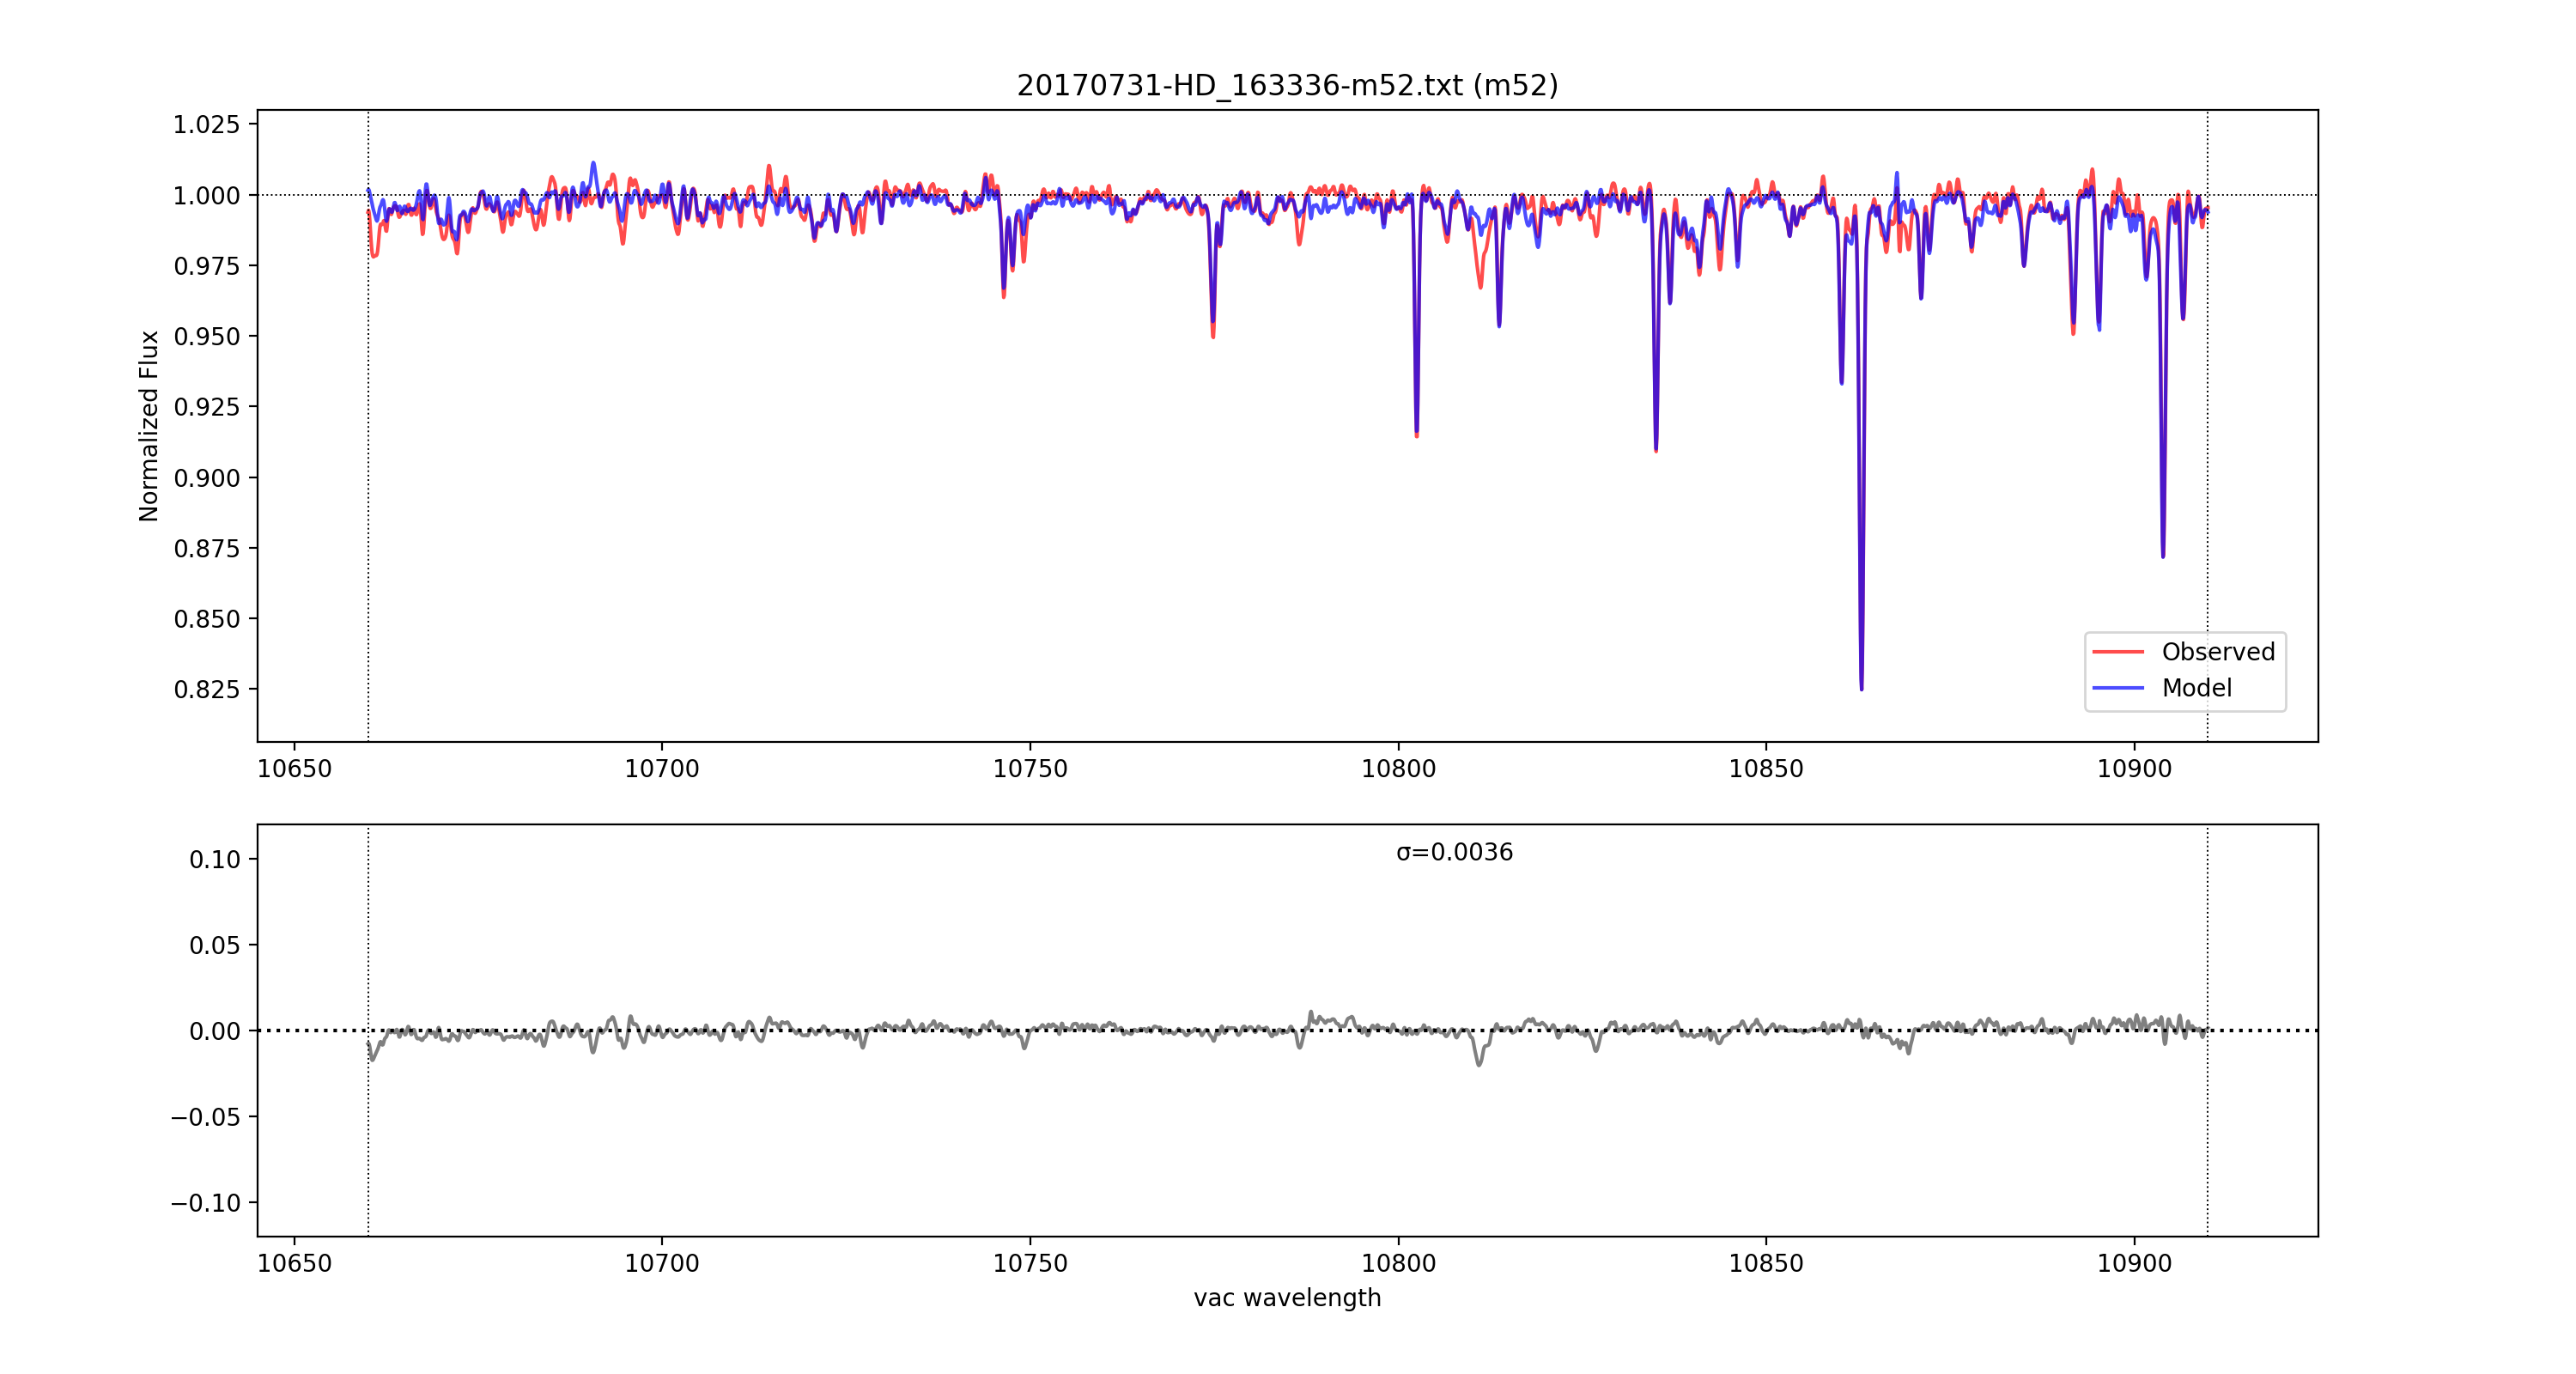 20170731-HD_163336-m52.txt (m52)
1.025
1.000
0.975
0.950
0.925
0.900
0.875
0.850
0.825
Normalized Flux
Observed
Model
10650 10700 10750 10800 10850 10900
σ=0.0036
0.10
0.05
0.00
−0.05
−0.10
10650 10700 10750 10800 10850 10900
vac wavelength